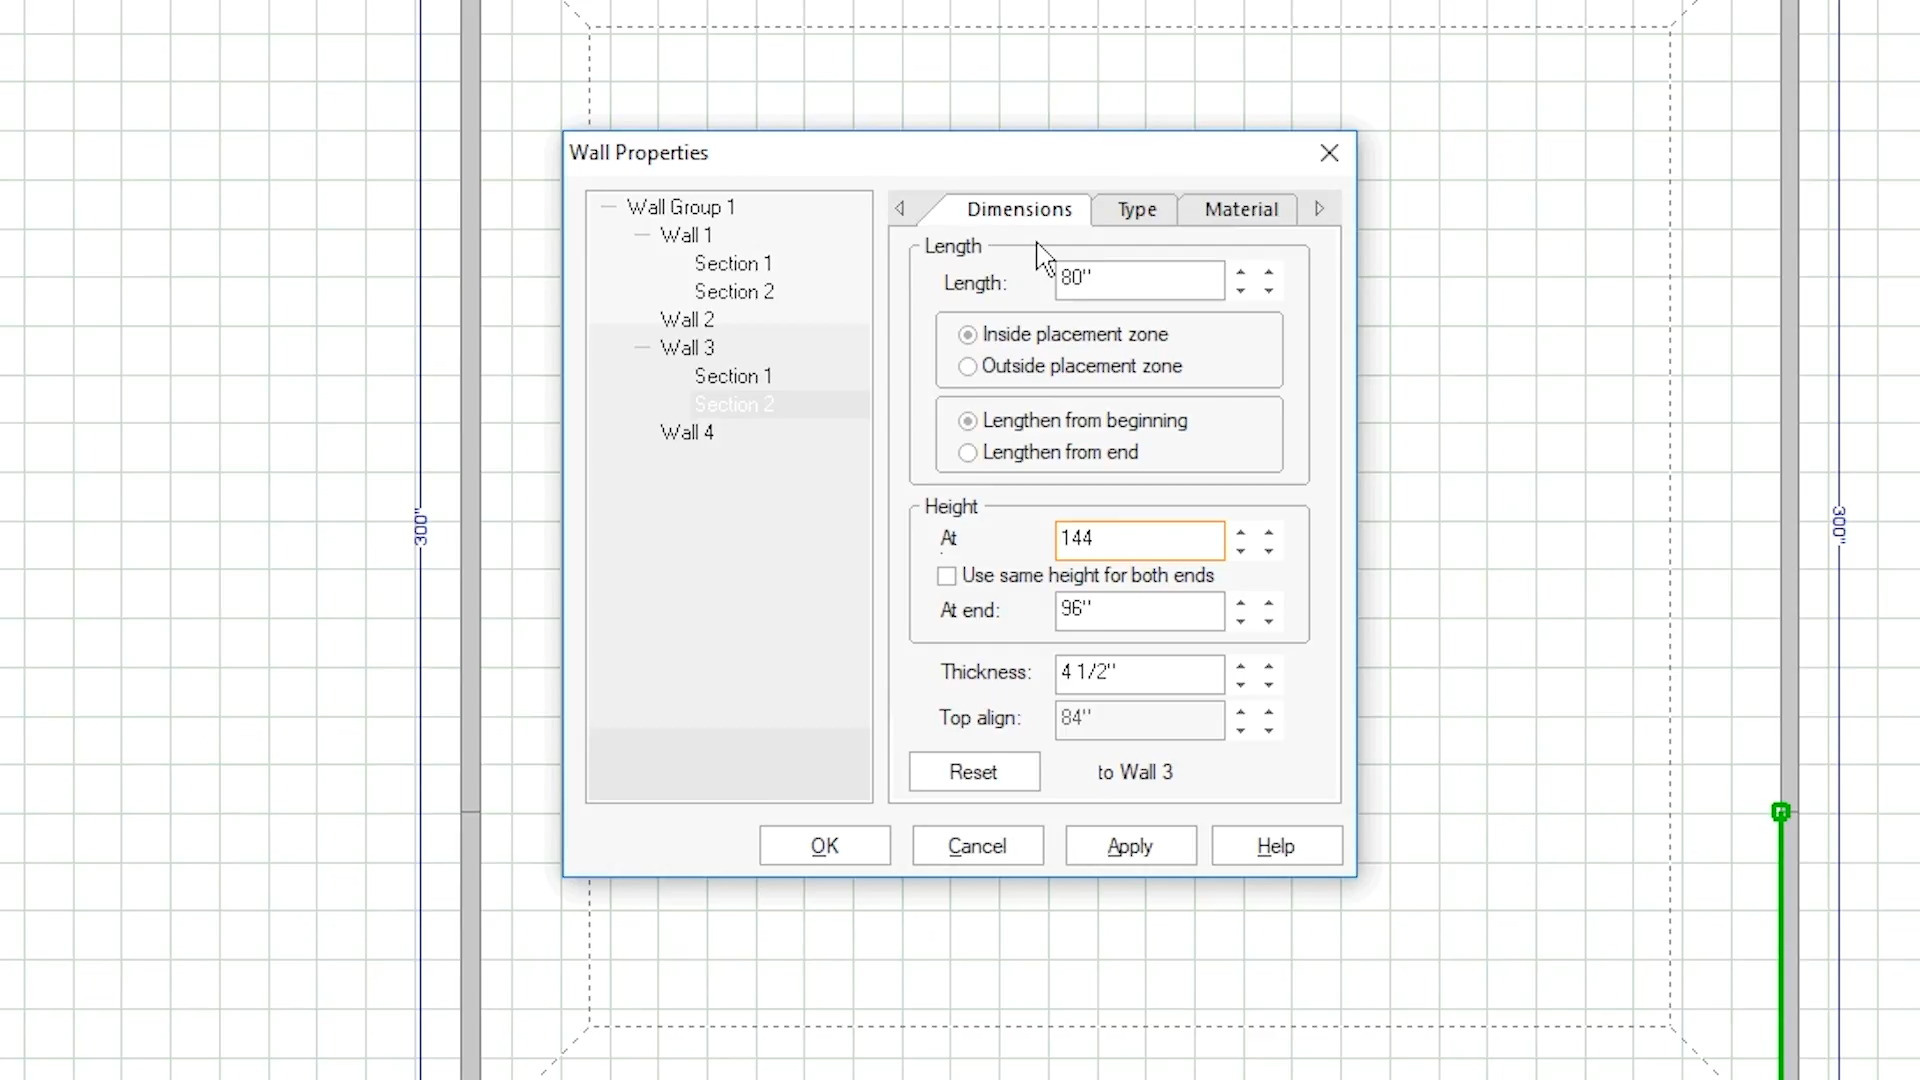 Wall Properties
Wall Group 1
Wall 1
Section 1
Section 2
Wall 2
Wall 3
Section 1
Section 2
Wall 4
Dimensions
Type
Material
Length
Length:
80"
Inside placement zone
Outside placement zone
Lengthen from beginning
Lengthen from end
Height
At
144
Use same height for both ends
At end:
96"
Thickness:
4 1/2"
Top align:
84"
Reset
to Wall 3
OK
Cancel
Apply
Help
300"
300"